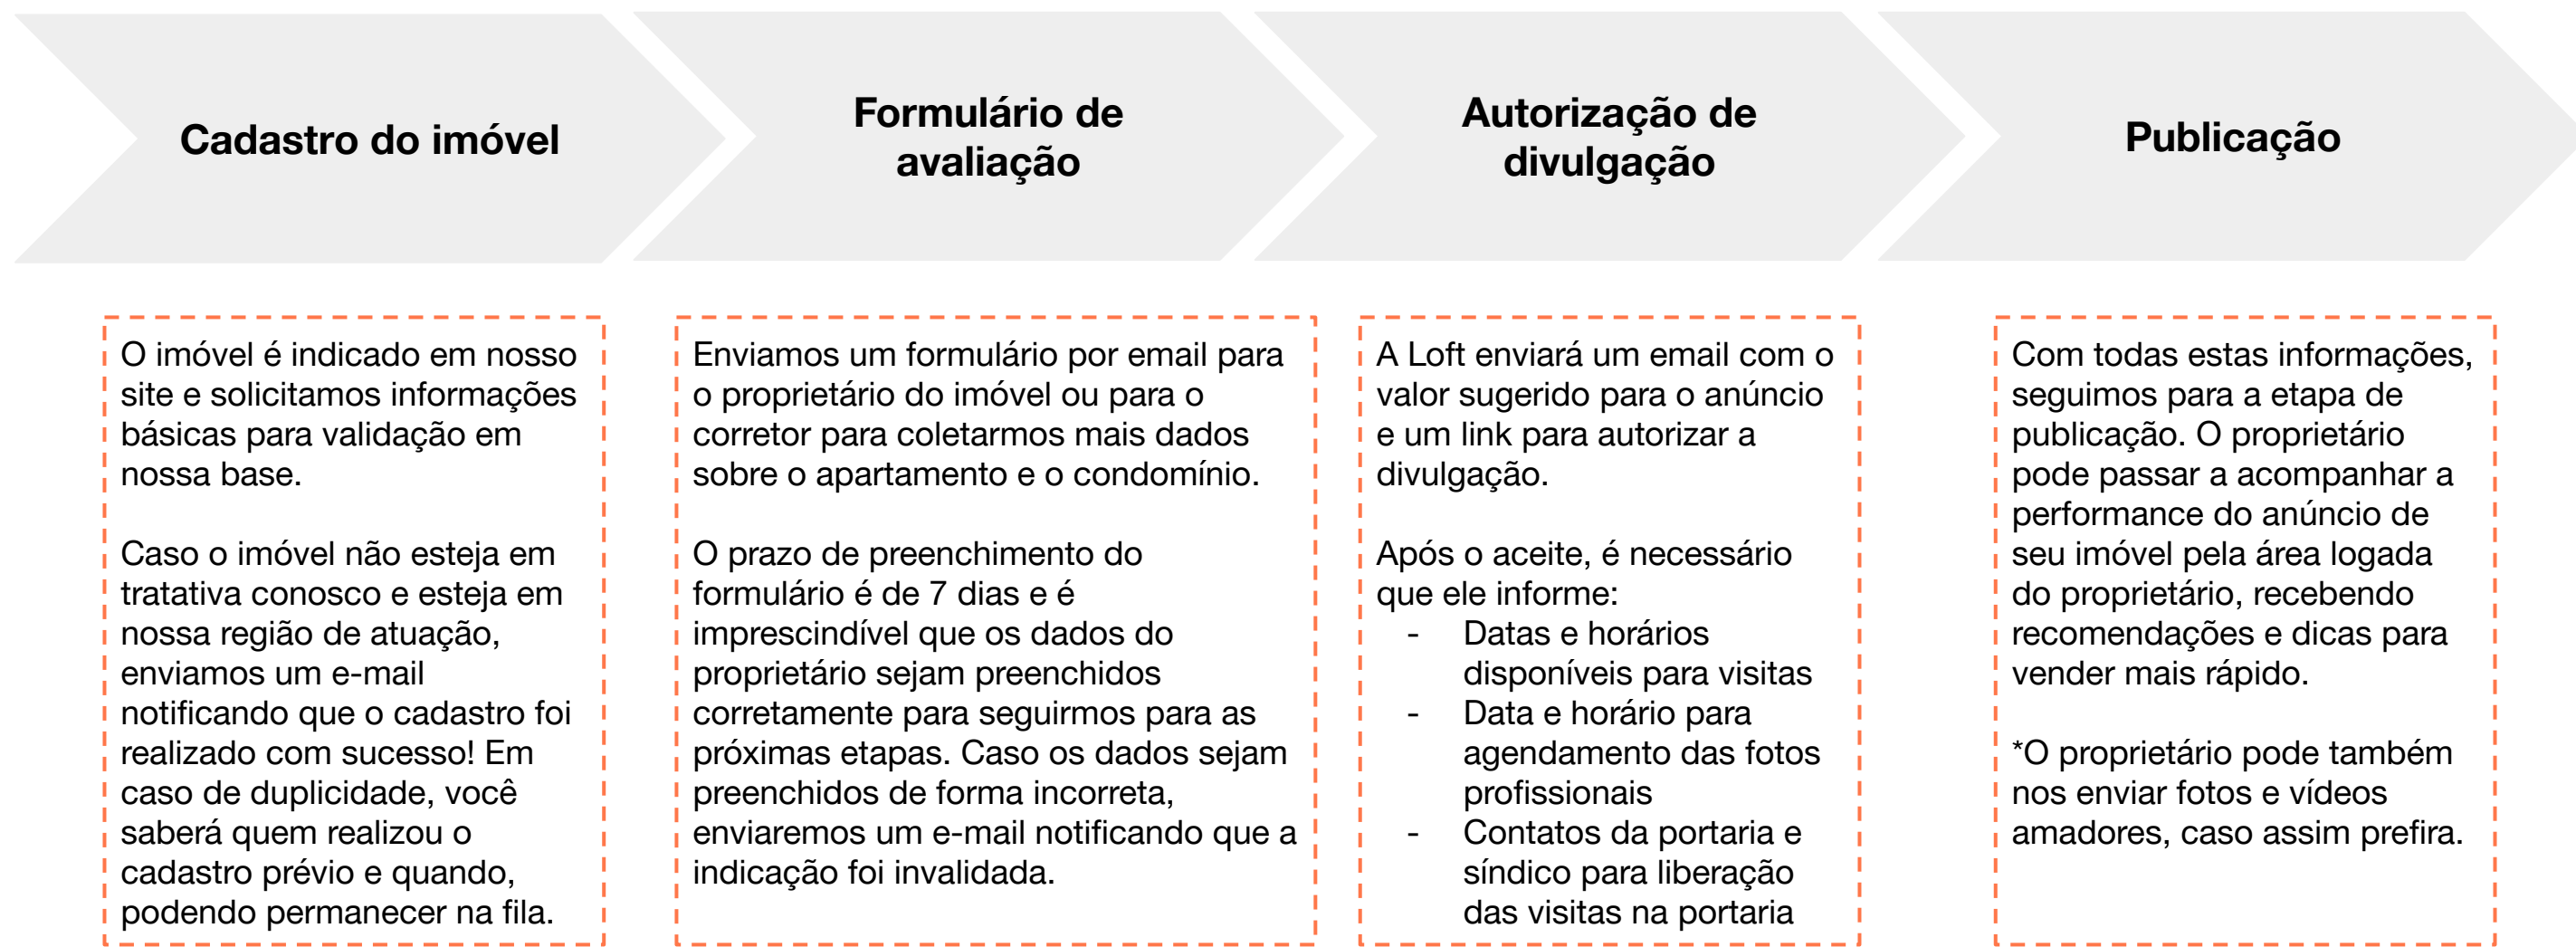 Cadastro do imóvel
Formulário de
avaliação
Autorização de
divulgação
Publicação
O imóvel é indicado em nosso
site e solicitamos informações
básicas para validação em
nossa base.
Caso o imóvel não esteja em
tratativa conosco e esteja em
nossa região de atuação,
enviamos um e-mail
notificando que o cadastro foi
realizado com sucesso! Em
caso de duplicidade, você
saberá quem realizou o
cadastro prévio e quando,
podendo permanecer na fila.
Enviamos um formulário por email para
o proprietário do imóvel ou para o
corretor para coletarmos mais dados
sobre o apartamento e o condomínio.
O prazo de preenchimento do
formulário é de 7 dias e é
imprescindível que os dados do
proprietário sejam preenchidos
corretamente para seguirmos para as
próximas etapas. Caso os dados sejam
preenchidos de forma incorreta,
enviaremos um e-mail notificando que a
indicação foi invalidada.
A Loft enviará um email com o
valor sugerido para o anúncio
e um link para autorizar a
divulgação.
Após o aceite, é necessário
que ele informe:
- Datas e horários
disponíveis para visitas
- Data e horário para
agendamento das fotos
profissionais
- Contatos da portaria e
síndico para liberação
das visitas na portaria
Com todas estas informações,
seguimos para a etapa de
publicação. O proprietário
pode passar a acompanhar a
performance do anúncio de
seu imóvel pela área logada
do proprietário, recebendo
recomendações e dicas para
vender mais rápido.
*O proprietário pode também
nos enviar fotos e vídeos
amadores, caso assim prefira.